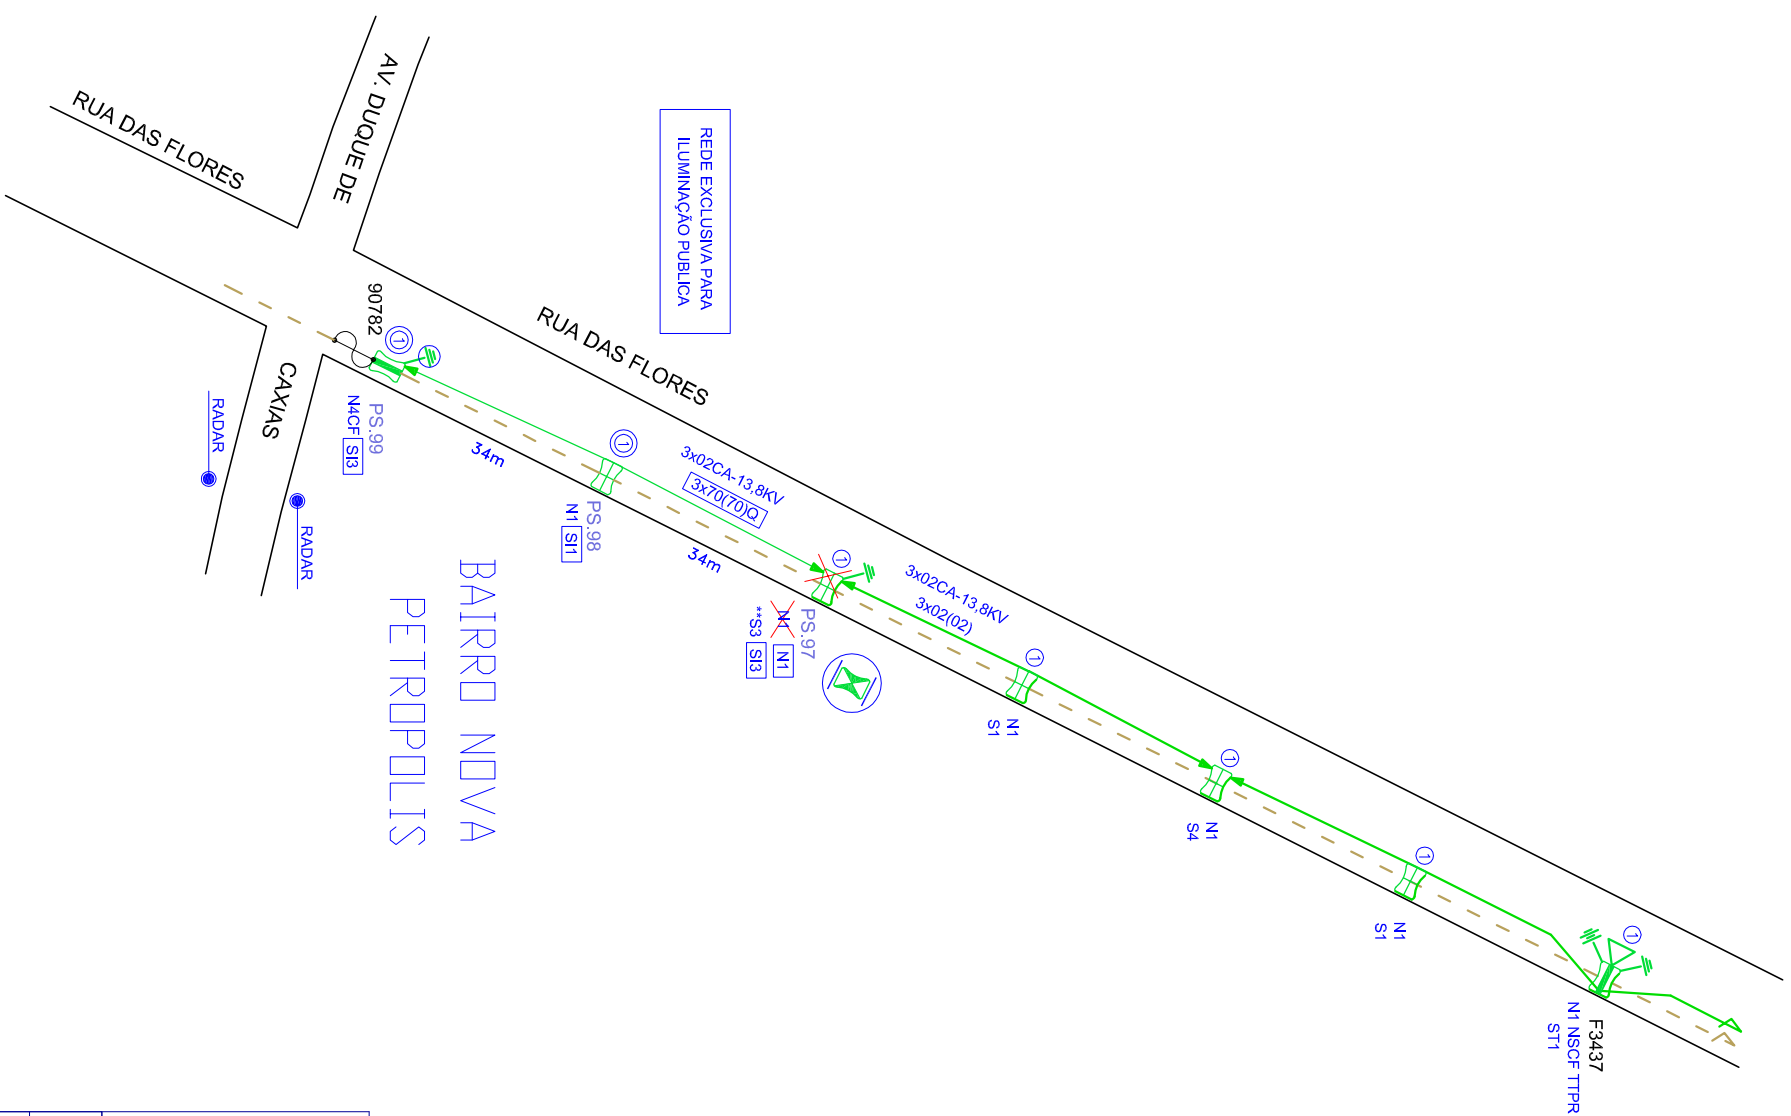 AV. DUQUE DE
CAXIAS
RUA DAS FLORES
RUA DAS FLORES
REDE EXCLUSIVA PARA
ILUMINAÇÃO PUBLICA
90782
1
PS.99
N4CF SI3
34m
RADAR
RADAR
1
PS.98
N1 SI1
34m
3x02CA-13,8KV
3x70(70)Q
1
PS.97
N1 N1
**S3 SI3
3x02CA-13,8KV
3x02(02)
1
N1
S1
1
N1
S4
1
N1
S1
1
F3437
N1 NSCF TTPR
ST1
BAIRRO NOVA
PETROPOLIS